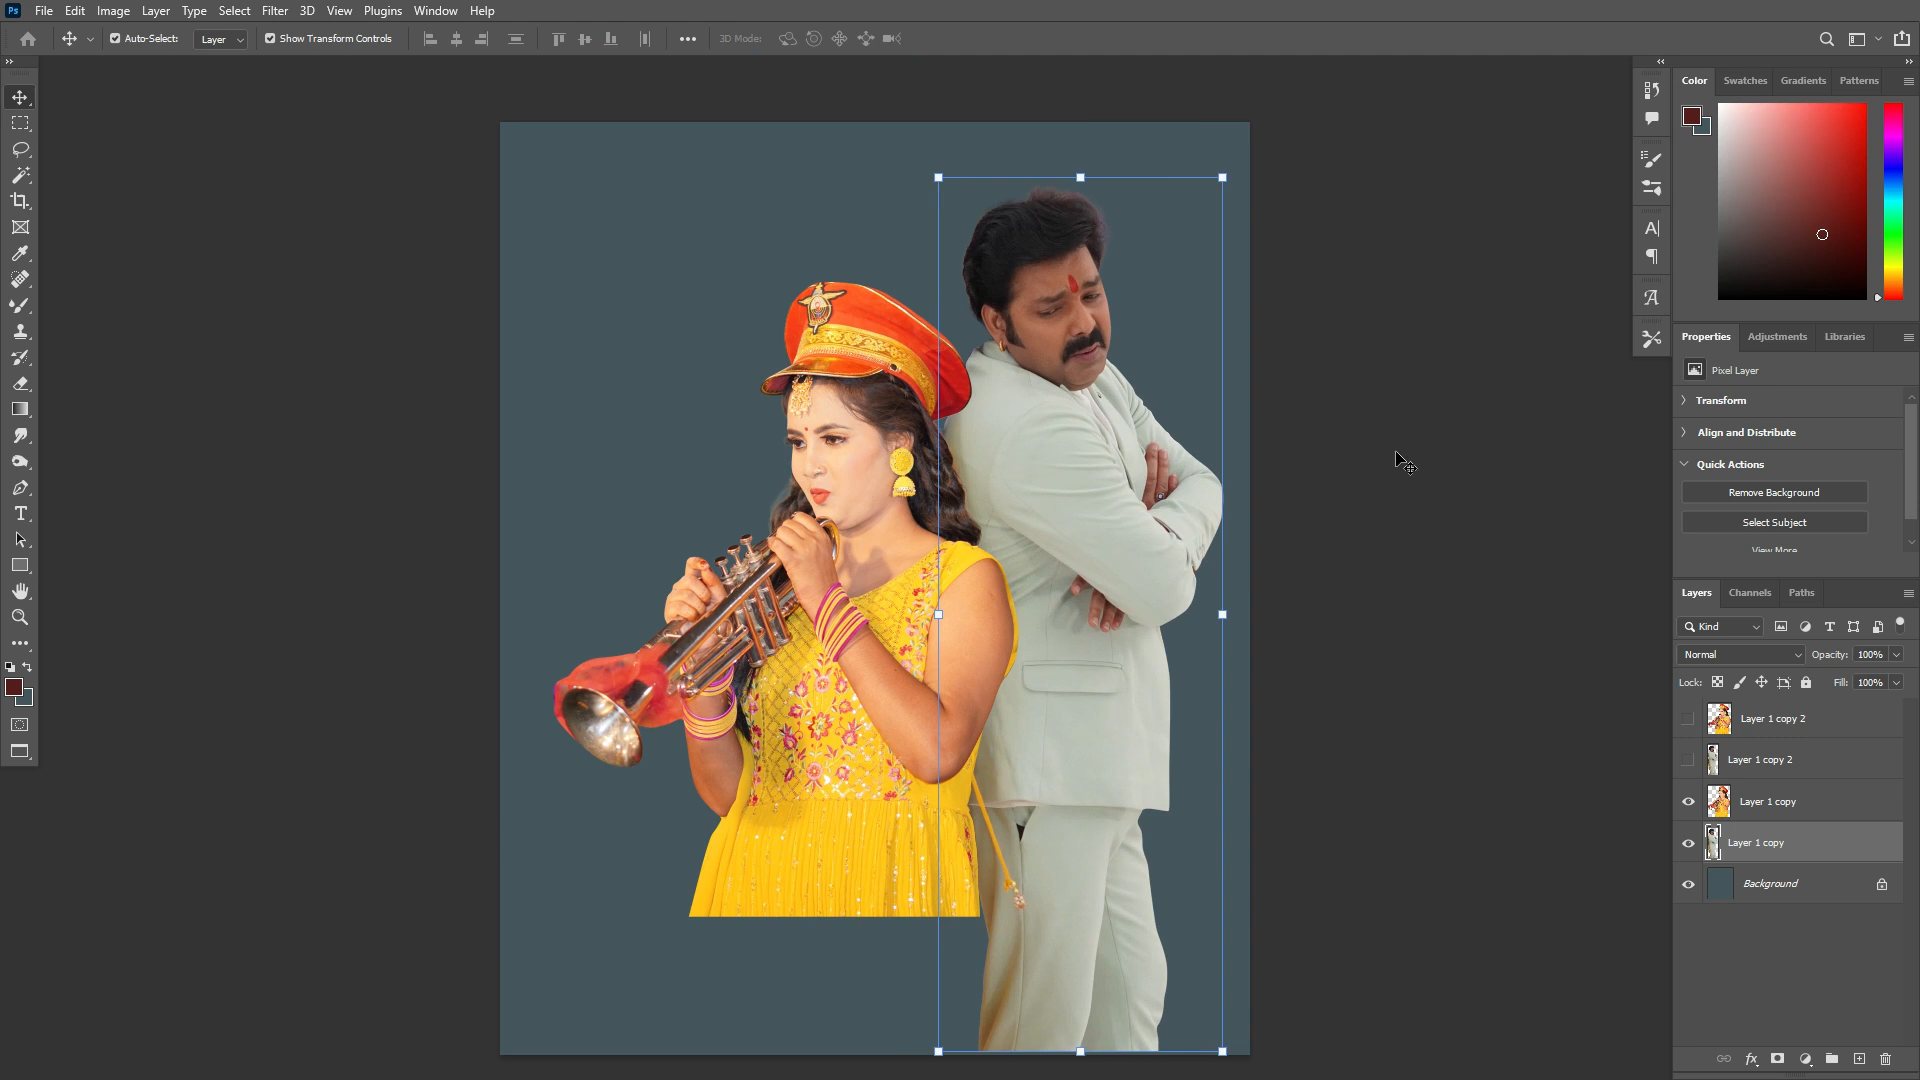 Ps File Edit Image Layer Type Select Filter 3D View Plugins Window Help
Auto-Select: Layer Show Transform Controls 3D Mode:
Color Swatches Gradients Patterns
Properties Adjustments Libraries
Pixel Layer
Transform
Align and Distribute
Quick Actions
Remove Background
Select Subject
View More
Layers Channels Paths
Kind
Normal Opacity: 100%
Lock: Fill: 100%
Layer 1 copy 2
Layer 1 copy 2
Layer 1 copy
Layer 1 copy
Background